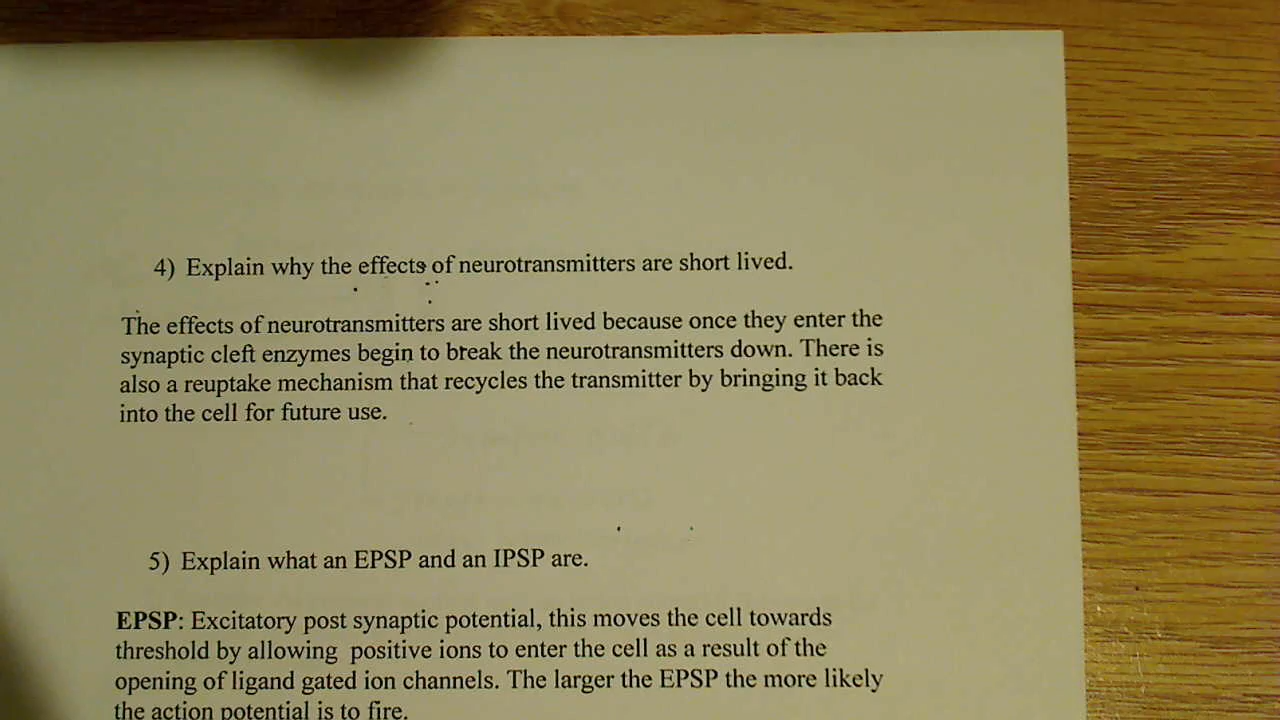 4) Explain why the effects of neurotransmitters are short lived.
The effects of neurotransmitters are short lived because once they enter the
synaptic cleft enzymes begin to break the neurotransmitters down. There is
also a reuptake mechanism that recycles the transmitter by bringing it back
into the cell for future use.
5) Explain what an EPSP and an IPSP are.
EPSP: Excitatory post synaptic potential, this moves the cell towards
threshold by allowing positive ions to enter the cell as a result of the
opening of ligand gated ion channels. The larger the EPSP the more likely
the action potential is to fire.